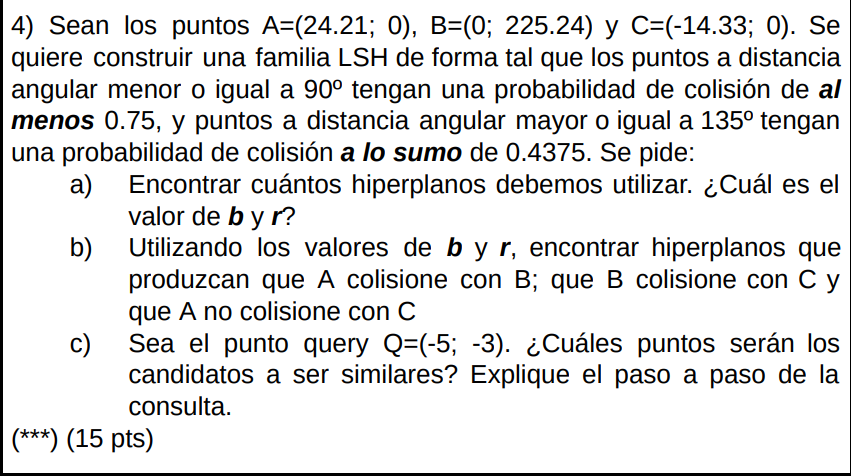 4) Sean los puntos A=(24.21; 0), B=(0; 225.24) y C=(-14.33; 0). Se
quiere construir una familia LSH de forma tal que los puntos a distancia
angular menor o igual a 90º tengan una probabilidad de colisión de al
menos 0.75, y puntos a distancia angular mayor o igual a 135º tengan
una probabilidad de colisión a lo sumo de 0.4375. Se pide:
a) Encontrar cuántos hiperplanos debemos utilizar. ¿Cuál es el
valor de b y r?
b) Utilizando los valores de b y r, encontrar hiperplanos que
produzcan que A colisione con B; que B colisione con C y
que A no colisione con C
c) Sea el punto query Q=(-5; -3). ¿Cuáles puntos serán los
candidatos a ser similares? Explique el paso a paso de la
consulta.
(***) (15 pts)